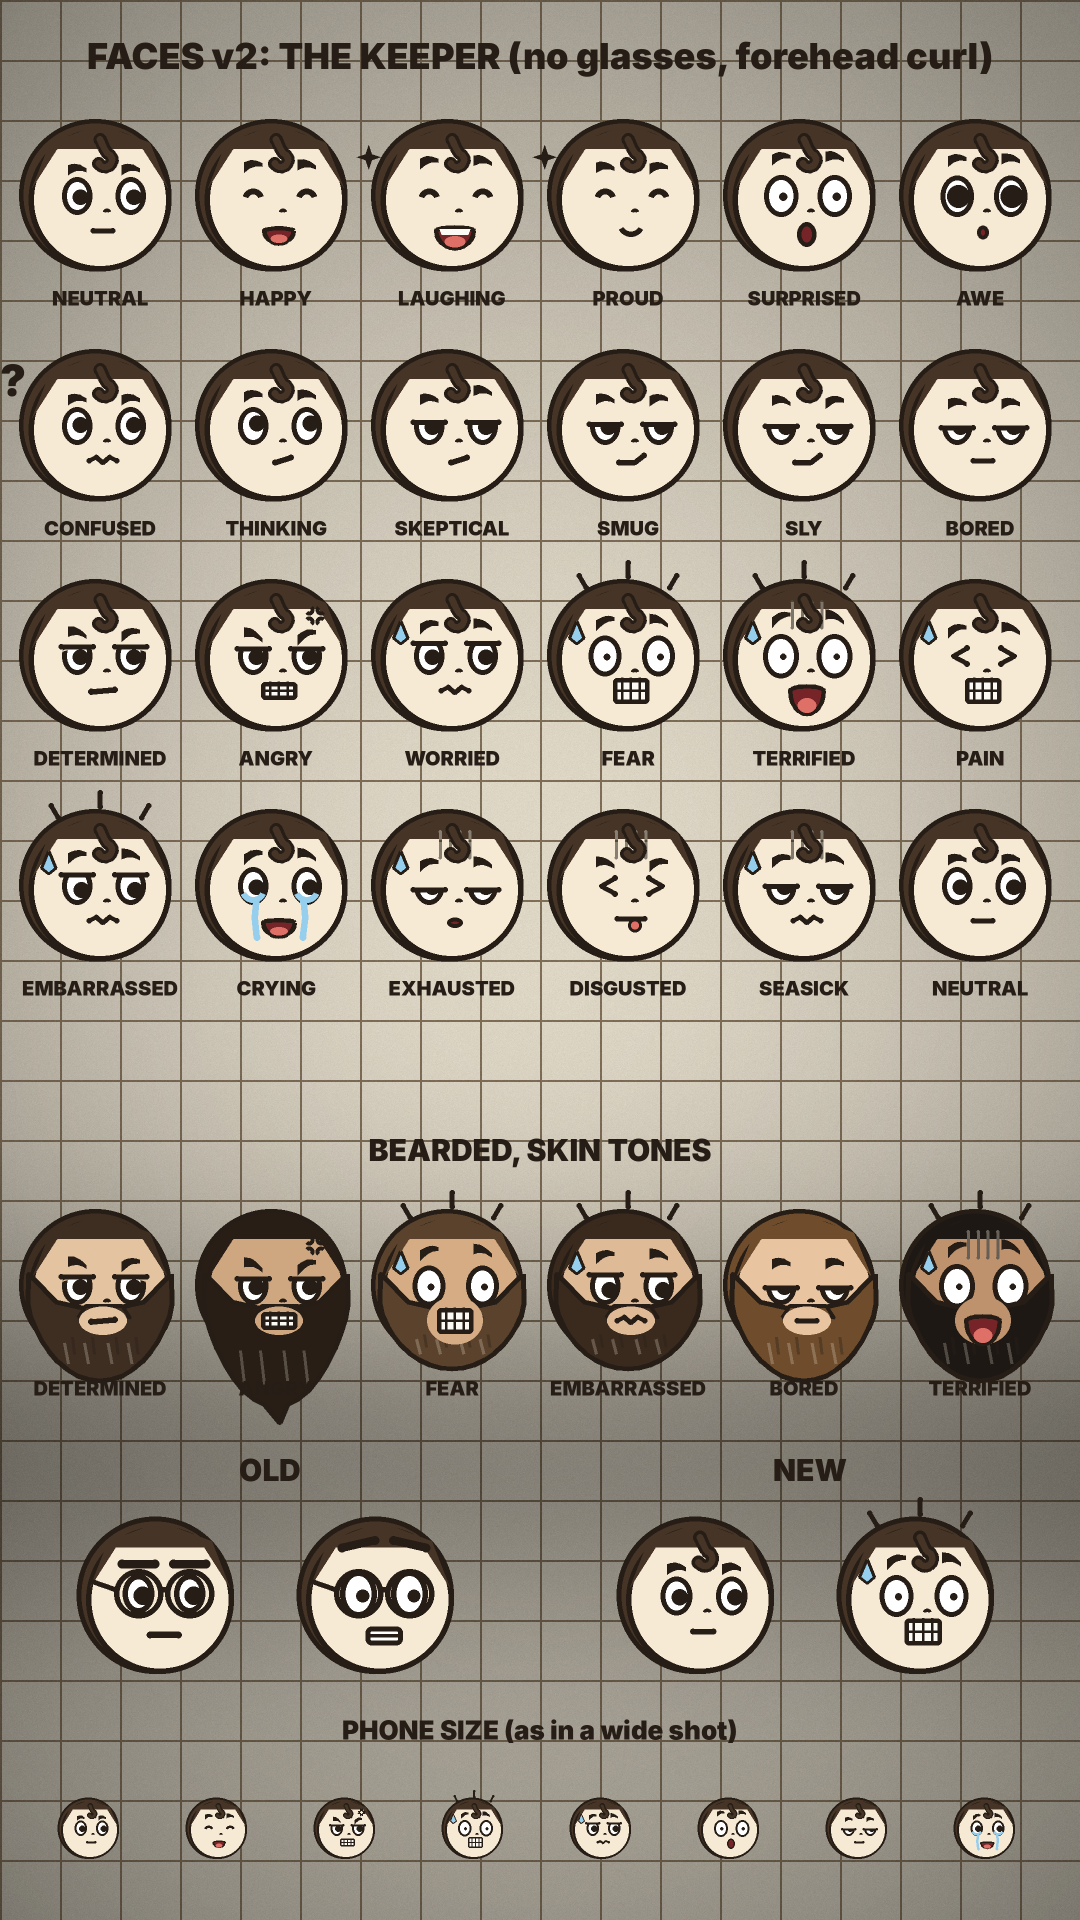 FACES v2: THE KEEPER (no glasses, forehead curl)
NEUTRAL HAPPY LAUGHING PROUD SURPRISED AWE
?
CONFUSED THINKING SKEPTICAL SMUG SLY BORED
DETERMINED ANGRY WORRIED FEAR TERRIFIED PAIN
EMBARRASSED CRYING EXHAUSTED DISGUSTED SEASICK NEUTRAL
BEARDED, SKIN TONES
DETERMINED FEAR EMBARRASSED BORED TERRIFIED
OLD NEW
PHONE SIZE (as in a wide shot)